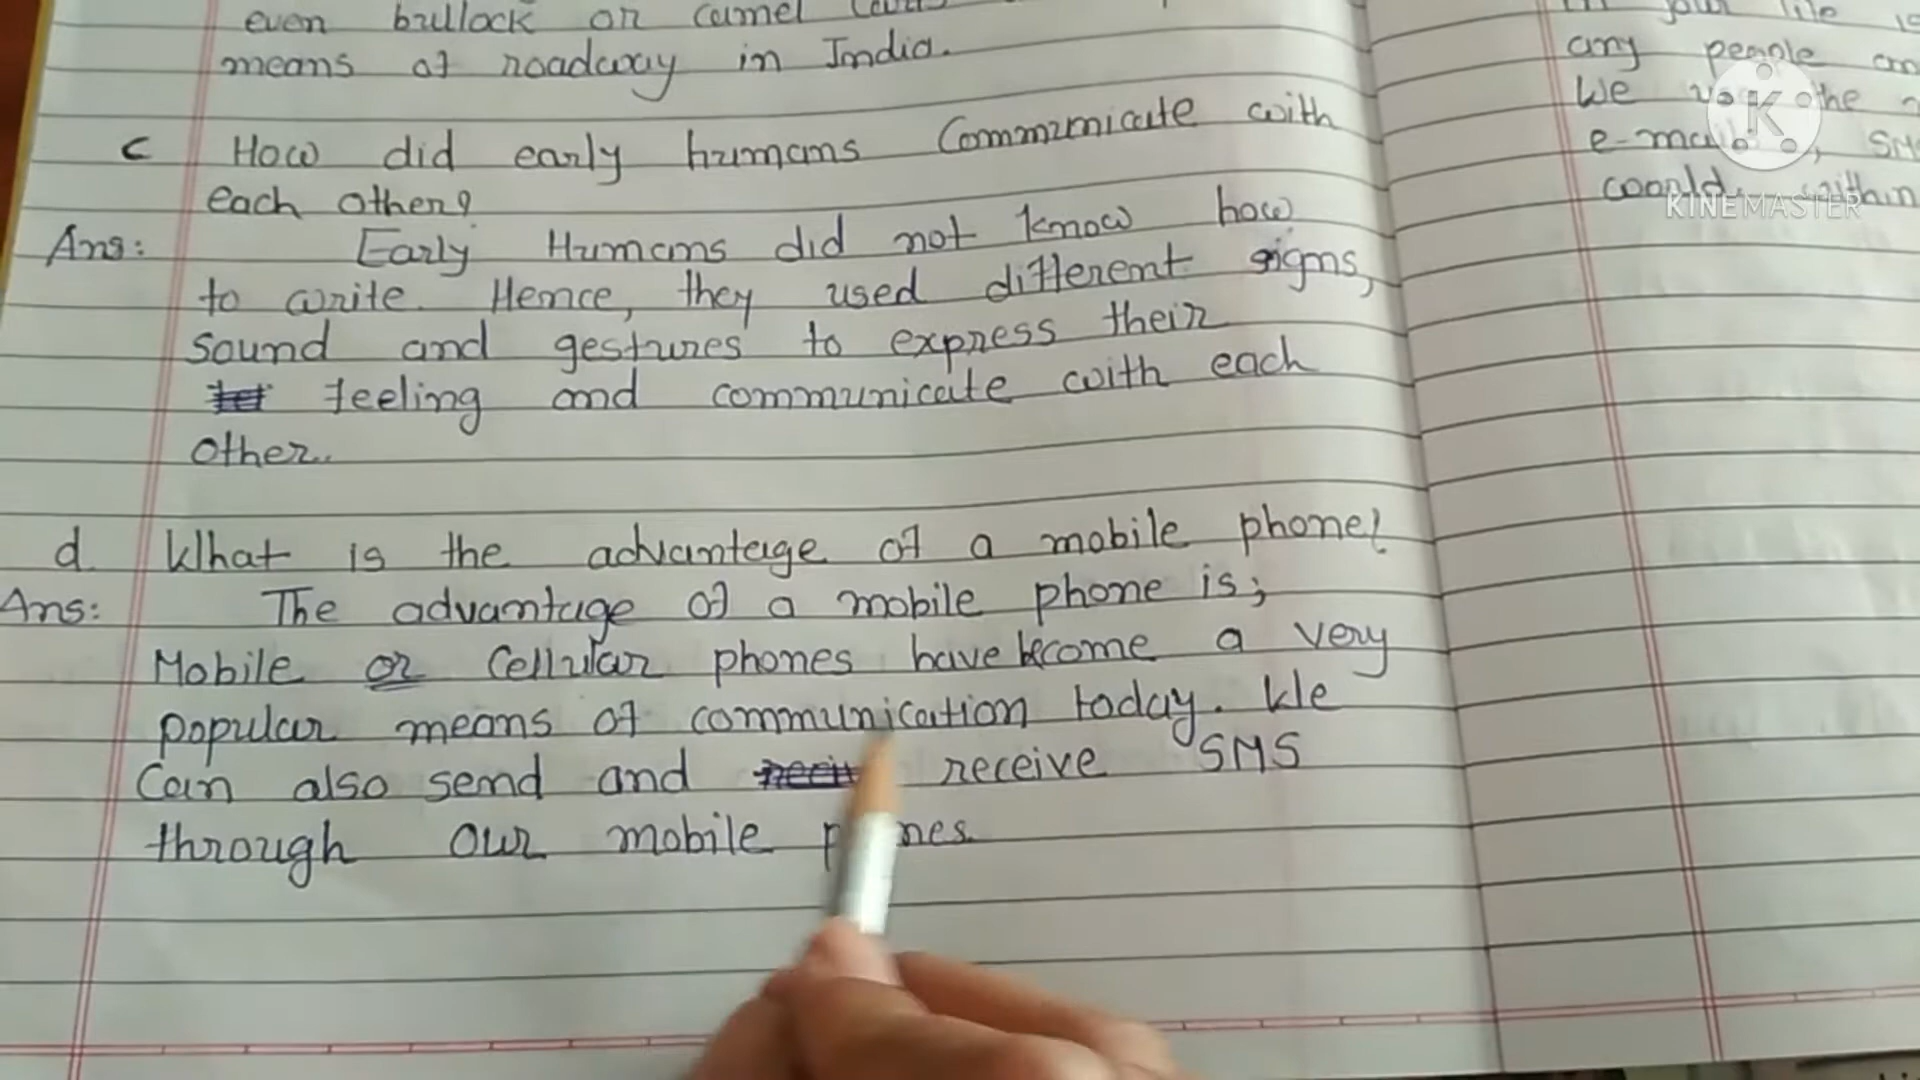 even bullock or camel
means of roadway in India.
c How did early humans Communicate with
each other?
Ans: Early Humans did not know how
to write. Hence, they used different signs,
sound and gestures to express their
feeling and communicate with each
other.
d. What is the advantage of a mobile phone?
Ans: The advantage of a mobile phone is;
Mobile or Cellular phones have become a very
popular means of communication today. We
Can also send and receive SMS
through our mobile
any people
We the
e-mail, SMS
within
KINEMASTER
K